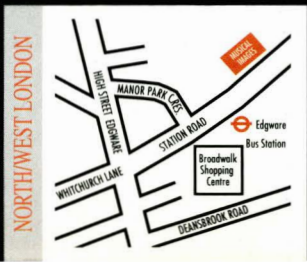 NORTH/WEST LONDON
MUSICAL
IMAGES
HIGH STREET EDGWARE
MANOR PARK CRES.
STATION ROAD
Edgware
Bus Station
WHITCHURCH LANE
Broadwalk
Shopping
Centre
DEANSBROOK ROAD